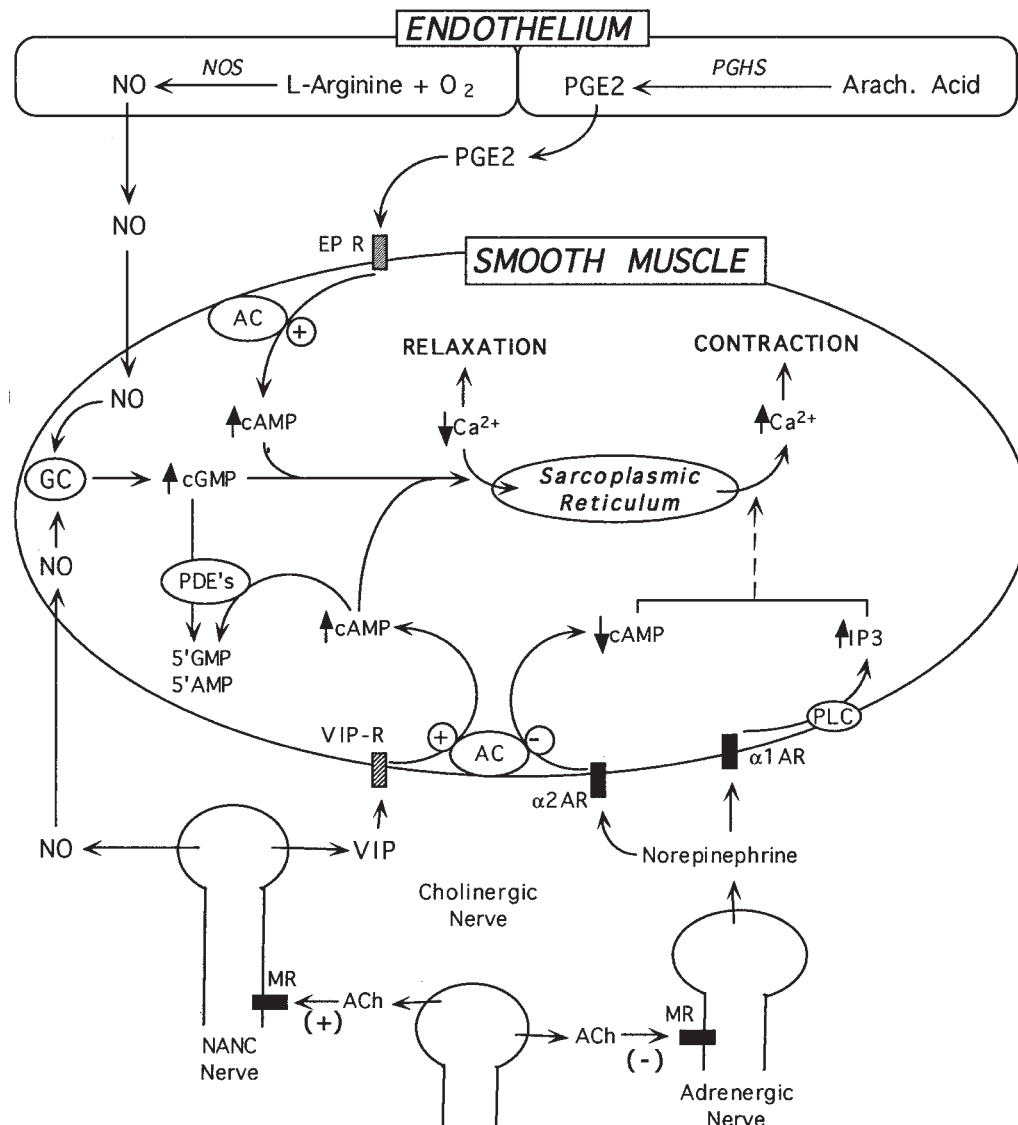 ENDOTHELIUM
NO
NOS
L-Arginine + O₂
PGE2
PGHS
Arach. Acid
PGE2
NO
EP R
SMOOTH MUSCLE
AC
+
RELAXATION
CONTRACTION
NO
cAMP
Ca²⁺
Ca²⁺
GC
cGMP
Sarcoplasmic
Reticulum
NO
PDE's
cAMP
cAMP
IP3
5'GMP
5'AMP
PLC
VIP-R
+
AC
-
α2AR
α1AR
NO
VIP
Norepinephrine
Cholinergic
Nerve
MR
ACh
(+)
ACh
(-)
MR
NANC
Nerve
Adrenergic
Nerve